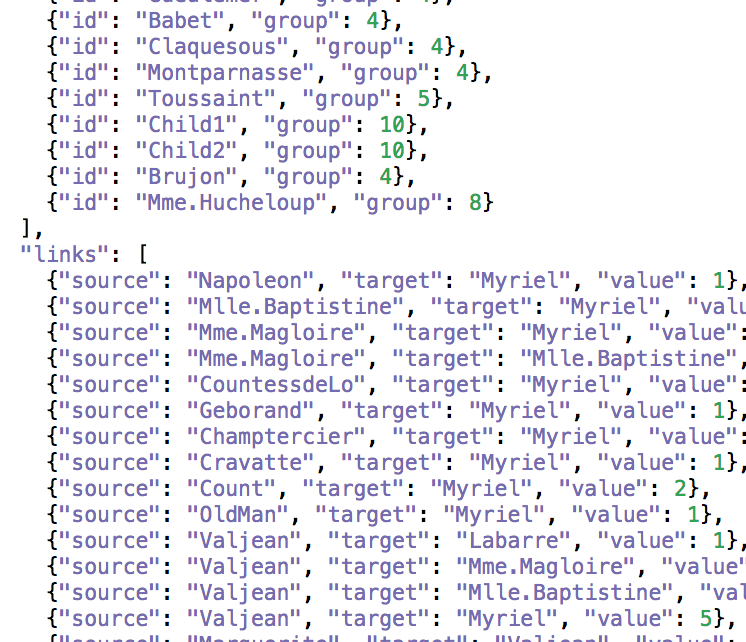 {"id": "Babet", "group": 4},
{"id": "Claquesous", "group": 4},
{"id": "Montparnasse", "group": 4},
{"id": "Toussaint", "group": 5},
{"id": "Child1", "group": 10},
{"id": "Child2", "group": 10},
{"id": "Brujon", "group": 4},
{"id": "Mme.Hucheloup", "group": 8}
],
"links": [
{"source": "Napoleon", "target": "Myriel", "value": 1},
{"source": "Mlle.Baptistine", "target": "Myriel", "valu
{"source": "Mme.Magloire", "target": "Myriel", "value":
{"source": "Mme.Magloire", "target": "Mlle.Baptistine",
{"source": "CountessdeLo", "target": "Myriel", "value":
{"source": "Geborand", "target": "Myriel", "value": 1},
{"source": "Champtercier", "target": "Myriel", "value":
{"source": "Cravatte", "target": "Myriel", "value": 1},
{"source": "Count", "target": "Myriel", "value": 2},
{"source": "OldMan", "target": "Myriel", "value": 1},
{"source": "Valjean", "target": "Labarre", "value": 1},
{"source": "Valjean", "target": "Mme.Magloire", "value"
{"source": "Valjean", "target": "Mlle.Baptistine", "val
{"source": "Valjean", "target": "Myriel", "value": 5},
{"source": "Marguerite", "target": "Valjean", "value":